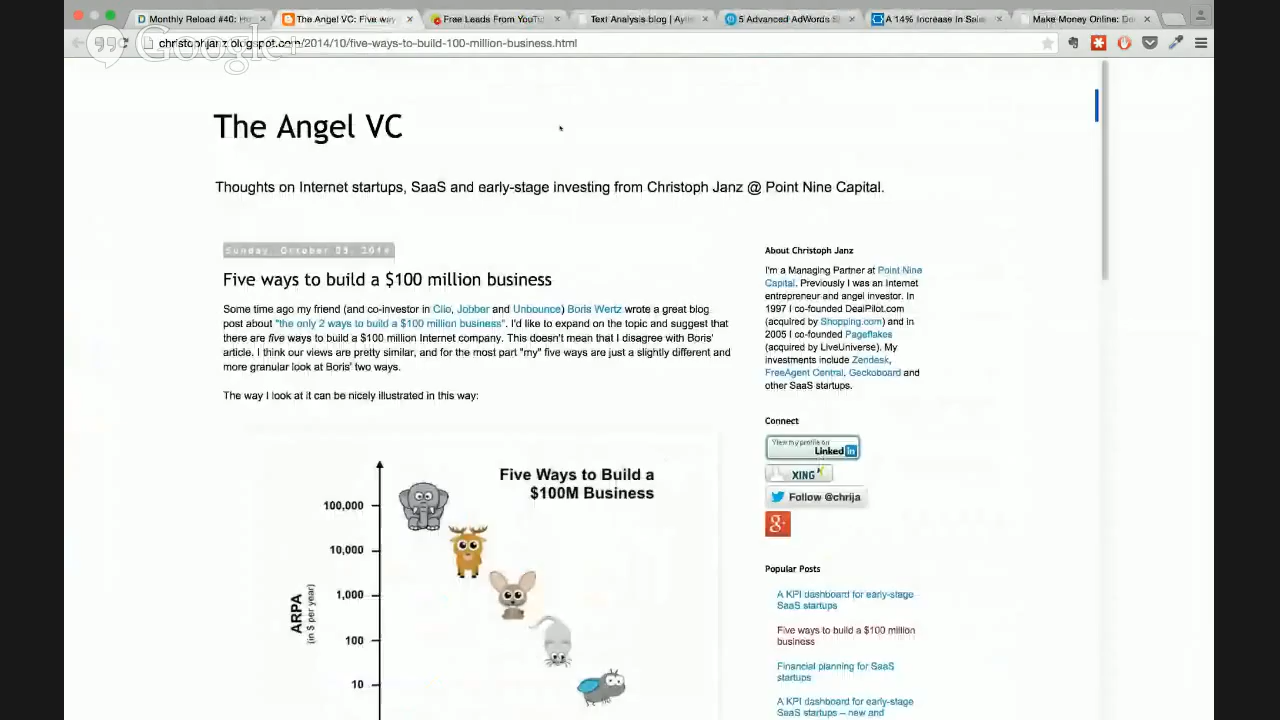 Monthly Reload #40:
The Angel VC: Five way
Free Leads From YouTu
Text Analysis blog | Ay
5 Advanced AdWords S
A 14% Increase In Sale
Make Money Online: Do
Google+
christophjanz.blogspot.com/2014/10/five-ways-to-build-100-million-business.html
The Angel VC
Thoughts on Internet startups, SaaS and early-stage investing from Christoph Janz @ Point Nine Capital.
Sunday, October 2014
Five ways to build a $100 million business
Some time ago my friend (and co-investor in Clio, Jobber and Unbounce) Boris Wertz wrote a great blog
post about "the only 2 ways to build a $100 million business". I'd like to expand on the topic and suggest that
there are five ways to build a $100 million Internet company. This doesn't mean that I disagree with Boris'
article. I think our views are pretty similar, and for the most part "my" five ways are just a slightly different and
more granular look at Boris' two ways.
The way I look at it can be nicely illustrated in this way:
Five Ways to Build a
$100M Business
100,000
10,000
1,000
100
10
ARPA
(in $ per year)
About Christoph Janz
I'm a Managing Partner at Point Nine
Capital. Previously I was an Internet
entrepreneur and angel investor. In
1997 I co-founded DealPilot.com
(acquired by Shopping.com) and in
2005 I co-founded Pageflakes
(acquired by LiveUniverse). My
investments include Zendesk,
FreeAgent Central, Geckoboard and
other SaaS startups.
Connect
View my profile on
Linked in
XING
Follow @chrija
g+
Popular Posts
A KPI dashboard for early-stage
SaaS startups
Five ways to build a $100 million
business
Financial planning for SaaS
startups
A KPI dashboard for early-stage
SaaS startups – new and